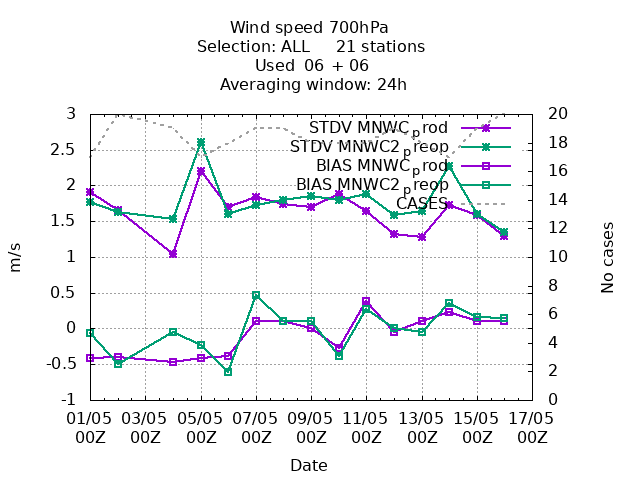 Wind speed 700hPa
Selection: ALL 21 stations
Used 06 + 06
Averaging window: 24h
3
2.5
2
1.5
1
0.5
0
-0.5
-1
m/s
20
18
16
14
12
10
8
6
4
2
0
No cases
STDV MNWC_prod
STDV MNWC2_preop
BIAS MNWC_prod
BIAS MNWC2_preop
CASES
01/05 03/05 05/05 07/05 09/05 11/05 13/05 15/05 17/05
00Z 00Z 00Z 00Z 00Z 00Z 00Z 00Z 00Z
Date